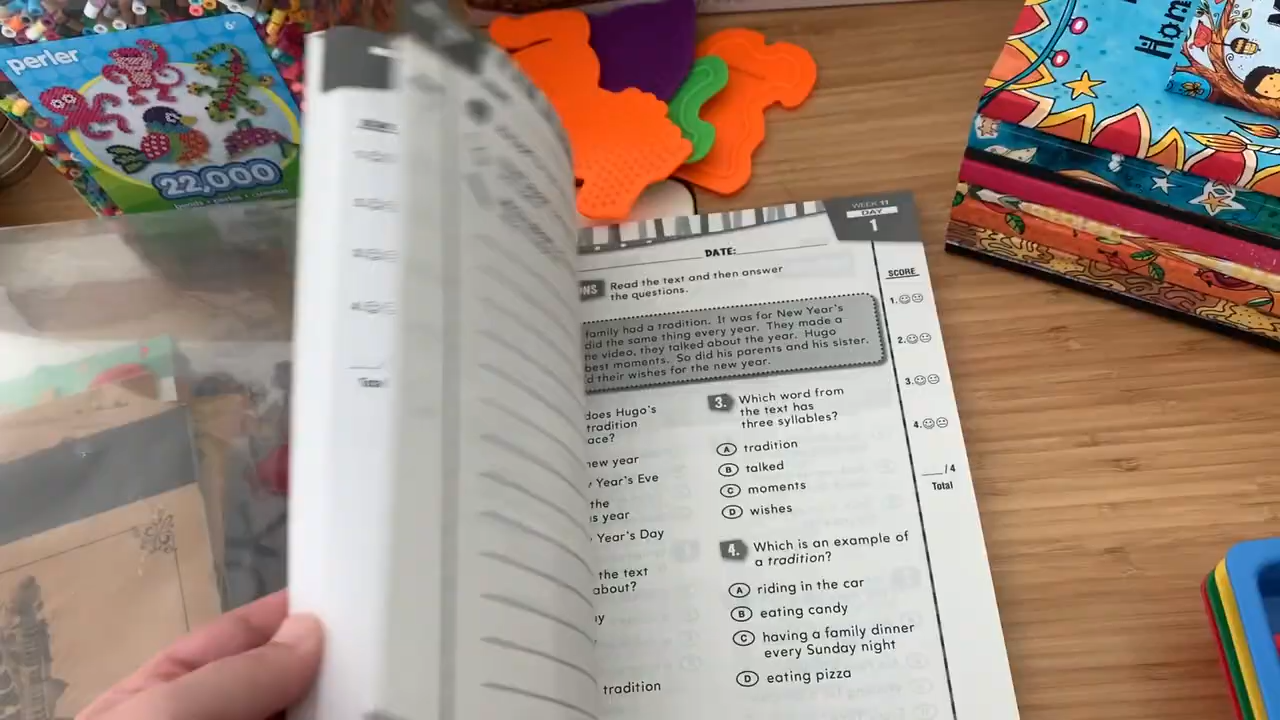 perler
6+
22,000
Hom
WEEK 11
DAY
1
DATE:
SCORE
NS Read the text and then answer
the questions.
family had a tradition. It was for New Year's
did the same thing every year. They made a
e video, they talked about the year. Hugo
best moments. So did his parents and his sister.
d their wishes for the new year.
does Hugo's
tradition
ace?
new year
Year's Eve
the
is year
Year's Day
the text
about?
tradition
3. Which word from
the text has
three syllables?
A tradition
B talked
C moments
D wishes
4. Which is an example of
a tradition?
A riding in the car
B eating candy
C having a family dinner
every Sunday night
D eating pizza
1.
2.
3.
4.
___/4
Total